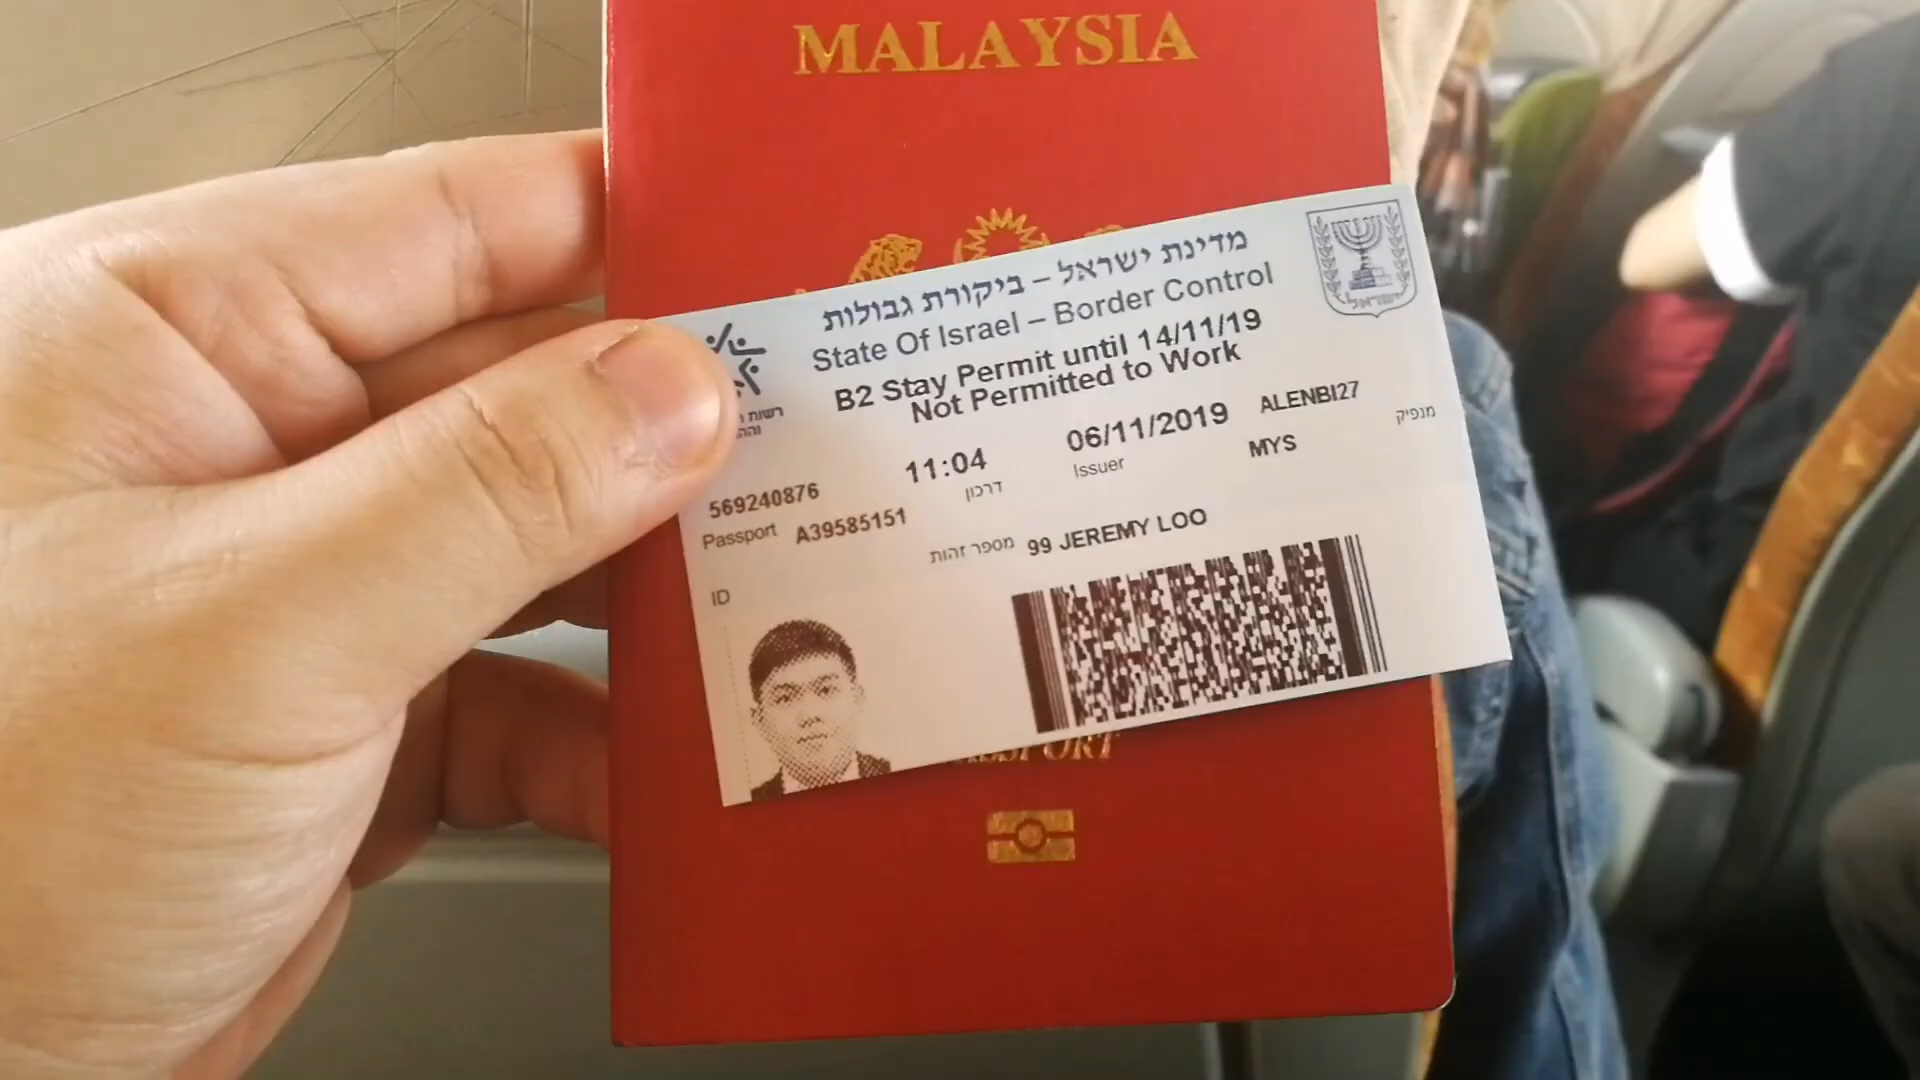 MALAYSIA
מדינת ישראל – ביקורת גבולות
State Of Israel – Border Control
B2 Stay Permit until 14/11/19
Not Permitted to Work
רשות
569240876 11:04 06/11/2019 ALENBI27
Passport A39585151 דרכון Issuer MYS מנפיק
ID מספר זהות 99 JEREMY LOO
ישראל